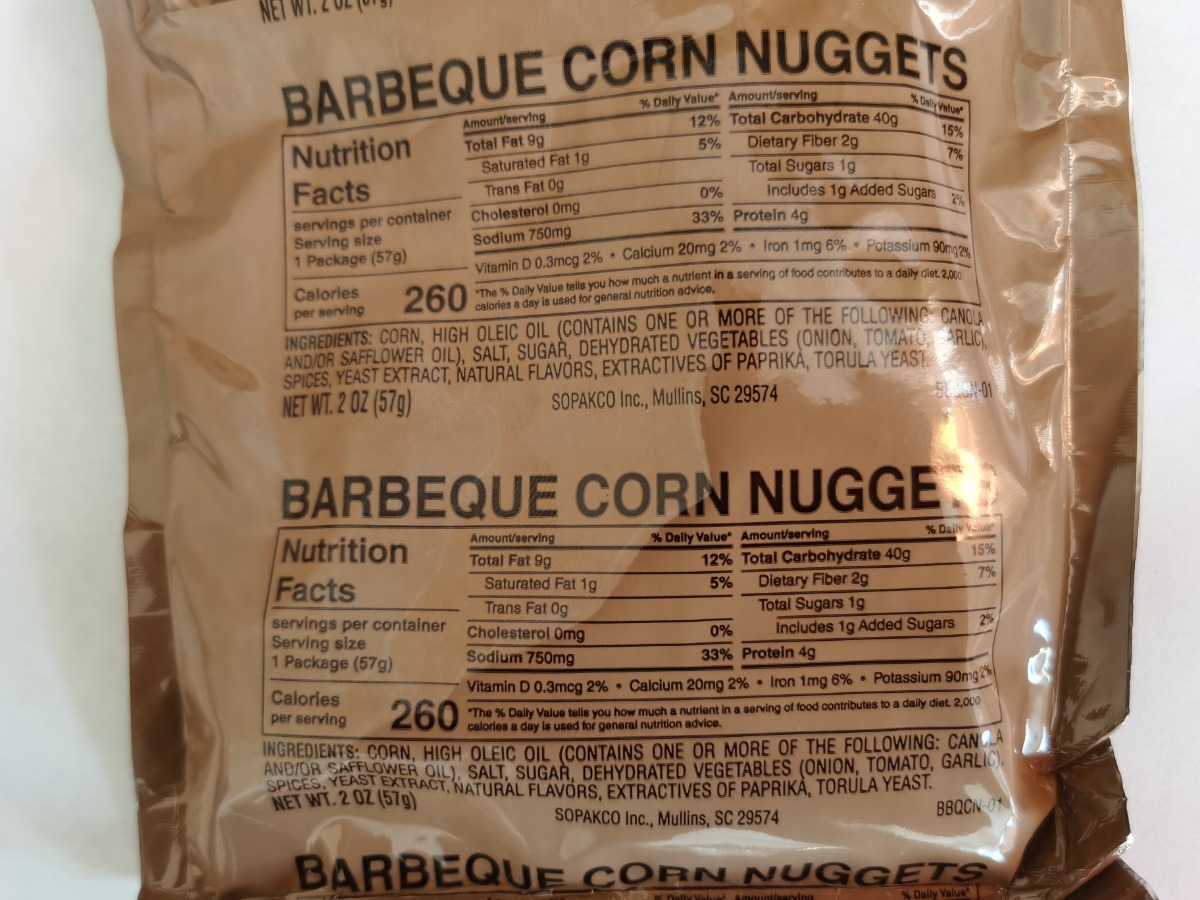 NET WT. 2 OZ (57g)
BARBEQUE CORN NUGGETS
Nutrition
Facts
servings per container
Serving size
1 Package (57g)
Calories
per serving 260
Amount/serving % Daily Value*
Total Fat 9g 12%
Saturated Fat 1g 5%
Trans Fat 0g
Cholesterol 0mg 0%
Sodium 750mg 33%
Amount/serving % Daily Value*
Total Carbohydrate 40g 15%
Dietary Fiber 2g 7%
Total Sugars 1g
Includes 1g Added Sugars 2%
Protein 4g
Vitamin D 0.3mcg 2% • Calcium 20mg 2% • Iron 1mg 6% • Potassium 90mg 2%
*The % Daily Value tells you how much a nutrient in a serving of food contributes to a daily diet. 2,000
calories a day is used for general nutrition advice.
INGREDIENTS: CORN, HIGH OLEIC OIL (CONTAINS ONE OR MORE OF THE FOLLOWING: CANOLA
AND/OR SAFFLOWER OIL), SALT, SUGAR, DEHYDRATED VEGETABLES (ONION, TOMATO, GARLIC),
SPICES, YEAST EXTRACT, NATURAL FLAVORS, EXTRACTIVES OF PAPRIKA, TORULA YEAST.
NET WT. 2 OZ (57g) SOPAKCO Inc., Mullins, SC 29574 BBQCN-01
BARBEQUE CORN NUGGETS
Nutrition
Facts
servings per container
Serving size
1 Package (57g)
Calories
per serving 260
Amount/serving % Daily Value*
Total Fat 9g 12%
Saturated Fat 1g 5%
Trans Fat 0g
Cholesterol 0mg 0%
Sodium 750mg 33%
Amount/serving % Daily Value*
Total Carbohydrate 40g 15%
Dietary Fiber 2g 7%
Total Sugars 1g
Includes 1g Added Sugars 2%
Protein 4g
Vitamin D 0.3mcg 2% • Calcium 20mg 2% • Iron 1mg 6% • Potassium 90mg 2%
*The % Daily Value tells you how much a nutrient in a serving of food contributes to a daily diet. 2,000
calories a day is used for general nutrition advice.
INGREDIENTS: CORN, HIGH OLEIC OIL (CONTAINS ONE OR MORE OF THE FOLLOWING: CANOLA
AND/OR SAFFLOWER OIL), SALT, SUGAR, DEHYDRATED VEGETABLES (ONION, TOMATO, GARLIC),
SPICES, YEAST EXTRACT, NATURAL FLAVORS, EXTRACTIVES OF PAPRIKA, TORULA YEAST.
NET WT. 2 OZ (57g) SOPAKCO Inc., Mullins, SC 29574 BBQCN-01
BARBEQUE CORN NUGGETS
% Daily Value* Amount/serving % Daily Value*